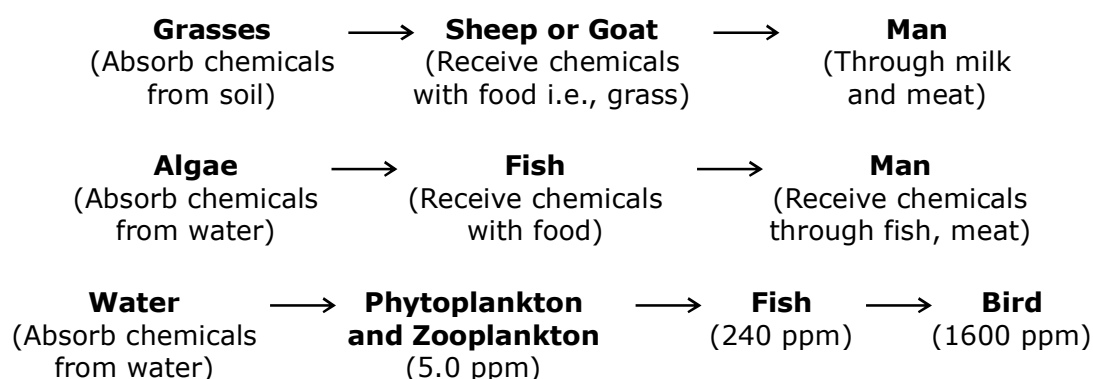 Grasses → Sheep or Goat → Man
(Absorb chemicals (Receive chemicals (Through milk
from soil) with food i.e., grass) and meat)
Algae → Fish → Man
(Absorb chemicals (Receive chemicals (Receive chemicals
from water) with food) through fish, meat)
Water → Phytoplankton → Fish → Bird
(Absorb chemicals and Zooplankton (240 ppm) (1600 ppm)
from water) (5.0 ppm)